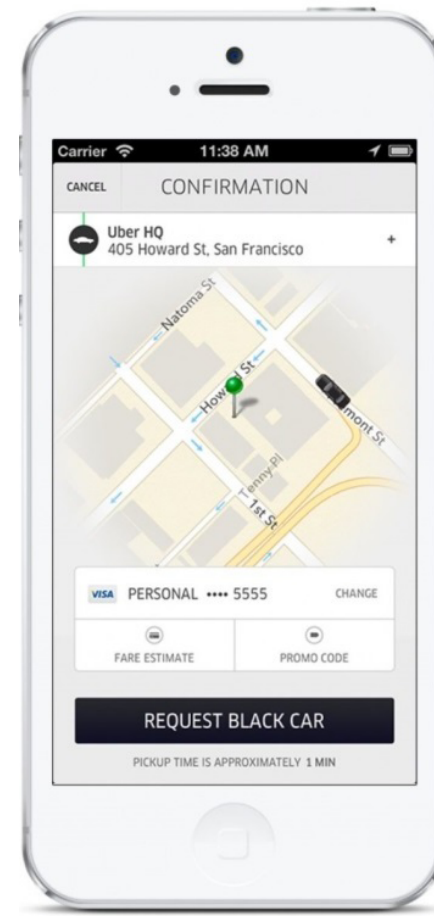 Carrier 11:38 AM
CANCEL CONFIRMATION
Uber HQ
405 Howard St, San Francisco +
Natoma St
Howard St
mont St
Tenny Pl
1st St
VISA PERSONAL •••• 5555 CHANGE
FARE ESTIMATE PROMO CODE
REQUEST BLACK CAR
PICKUP TIME IS APPROXIMATELY 1 MIN